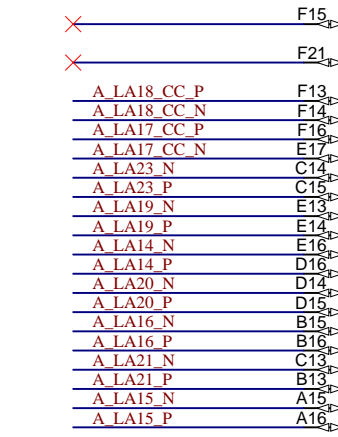 F15
F21
A_LA18_CC_P F13
A_LA18_CC_N F14
A_LA17_CC_P F16
A_LA17_CC_N E17
A_LA23_N C14
A_LA23_P C15
A_LA19_N E13
A_LA19_P E14
A_LA14_N E16
A_LA14_P D16
A_LA20_N D14
A_LA20_P D15
A_LA16_N B15
A_LA16_P B16
A_LA21_N C13
A_LA21_P B13
A_LA15_N A15
A_LA15_P A16